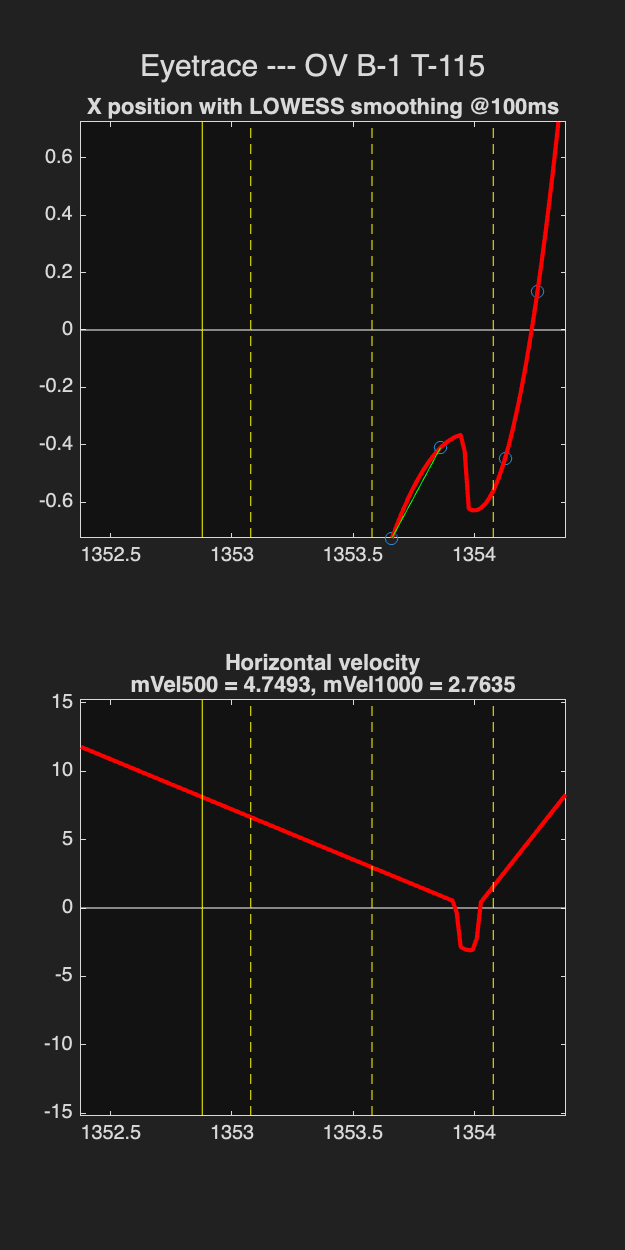 Eyetrace --- OV B-1 T-115
X position with LOWESS smoothing @100ms
0.6
0.4
0.2
0
-0.2
-0.4
-0.6
1352.5 1353 1353.5 1354
Horizontal velocity
mVel500 = 4.7493, mVel1000 = 2.7635
15
10
5
0
-5
-10
-15
1352.5 1353 1353.5 1354